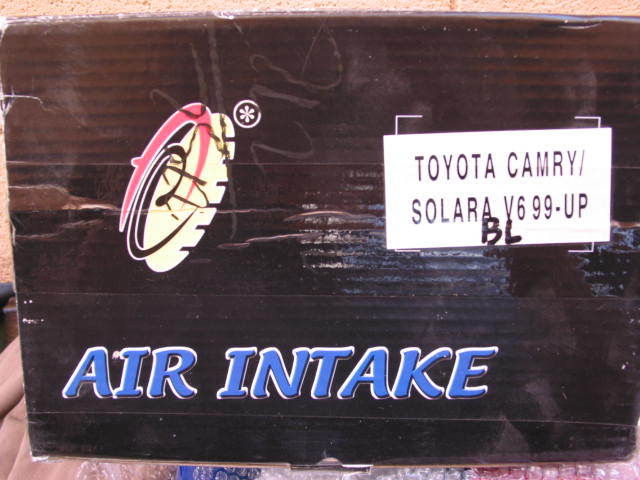 TOYOTA CAMRY/
SOLARA V6 99-UP
BL
AIR INTAKE